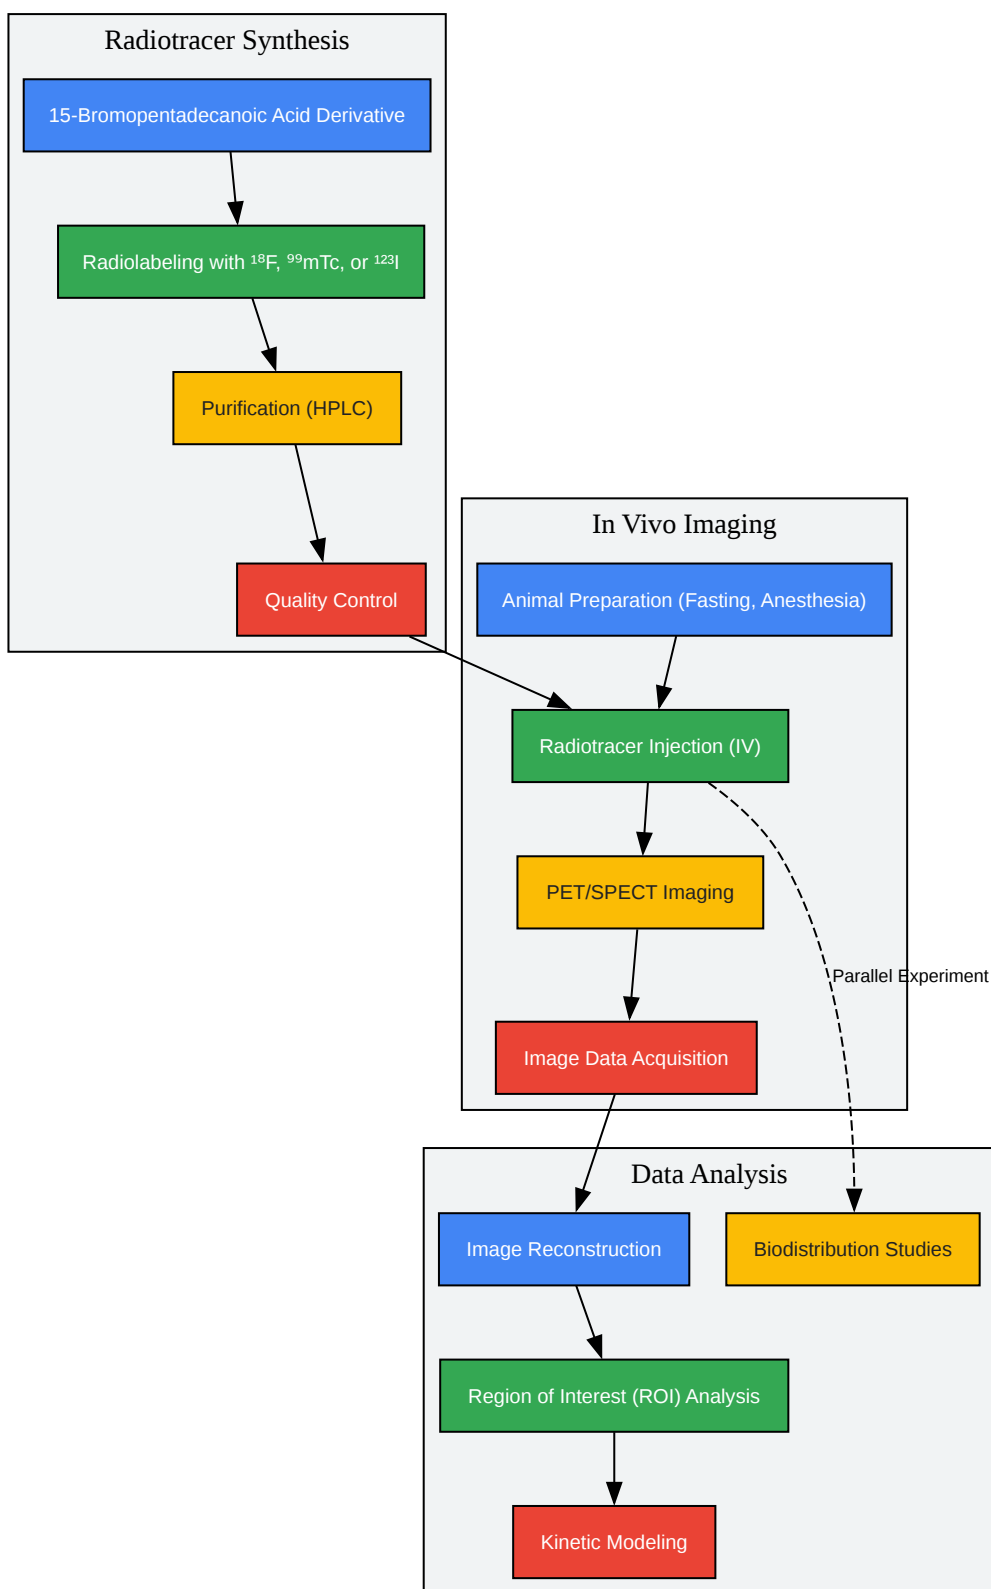 Radiotracer Synthesis
15-Bromopentadecanoic Acid Derivative
Radiolabeling with ¹⁸F, ⁹⁹mTc, or ¹²³I
Purification (HPLC)
Quality Control
In Vivo Imaging
Animal Preparation (Fasting, Anesthesia)
Radiotracer Injection (IV)
PET/SPECT Imaging
Parallel Experiment
Image Data Acquisition
Data Analysis
Image Reconstruction
Biodistribution Studies
Region of Interest (ROI) Analysis
Kinetic Modeling